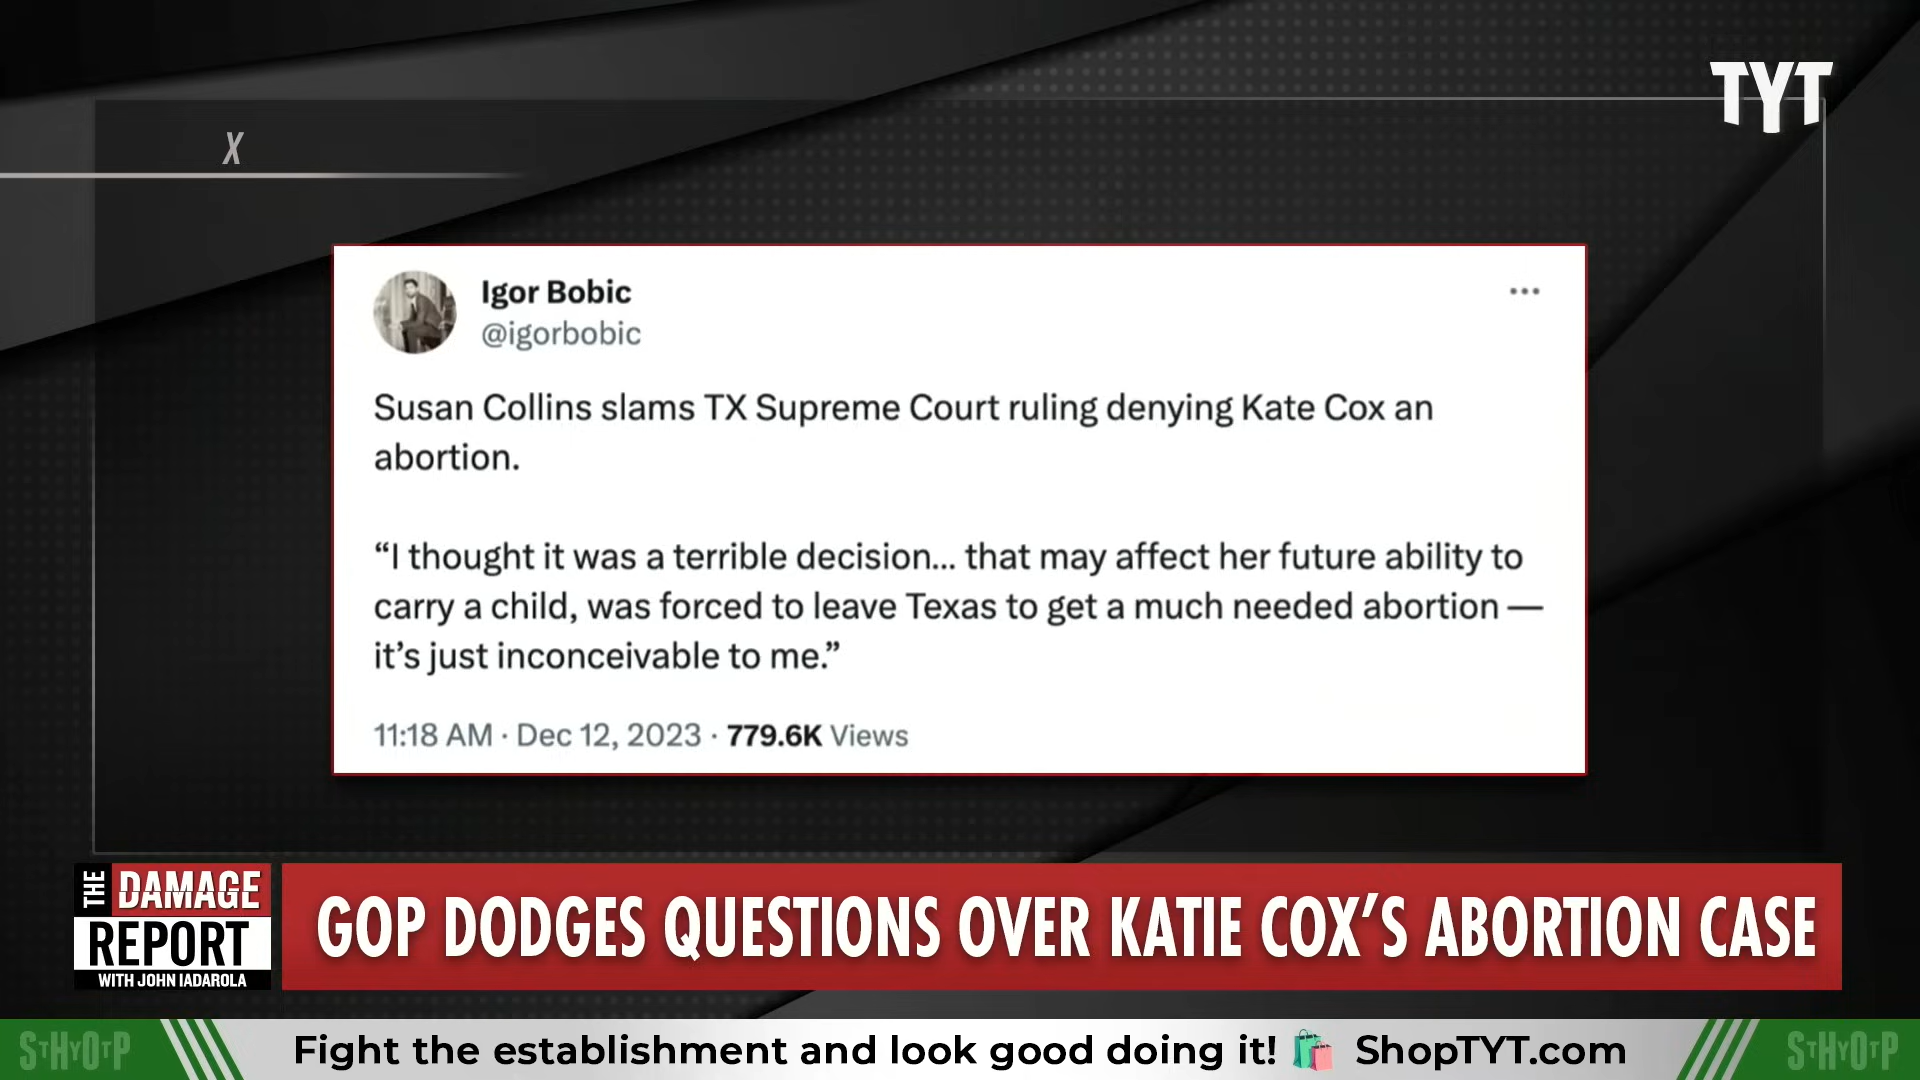 TYT
X
Igor Bobic
@igorbobic
Susan Collins slams TX Supreme Court ruling denying Kate Cox an
abortion.
“I thought it was a terrible decision... that may affect her future ability to
carry a child, was forced to leave Texas to get a much needed abortion —
it’s just inconceivable to me.”
11:18 AM · Dec 12, 2023 · 779.6K Views
THE DAMAGE
REPORT
WITH JOHN IADAROLA
GOP DODGES QUESTIONS OVER KATIE COX’S ABORTION CASE
Fight the establishment and look good doing it! 🛍️ ShopTYT.com